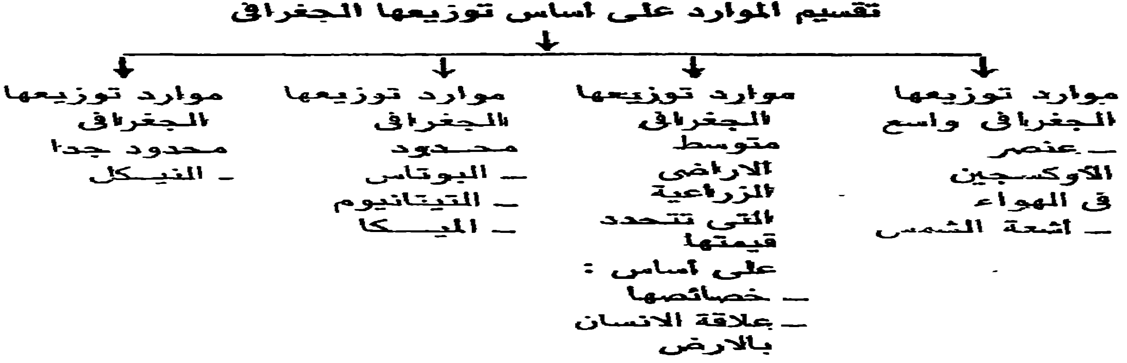 تقسيم الموارد على اساس توزيعها الجغرافى
موارد توزيعها
الجغرافى واسع
ـ عنصر
الاوكسجين
فى الهواء
ـ اشعة الشمس
موارد توزيعها
الجغرافى
متوسط
الاراضى
الزراعية
التى تتحدد
قيمتها
على أساس :
ـ خصائصها
ـ علاقة الانسان
بالارض
موارد توزيعها
الجغرافى
محدود
ـ البوتاس
ـ التيتانيوم
ـ الميكا
موارد توزيعها
الجغرافى
محدود جدا
ـ النيكل